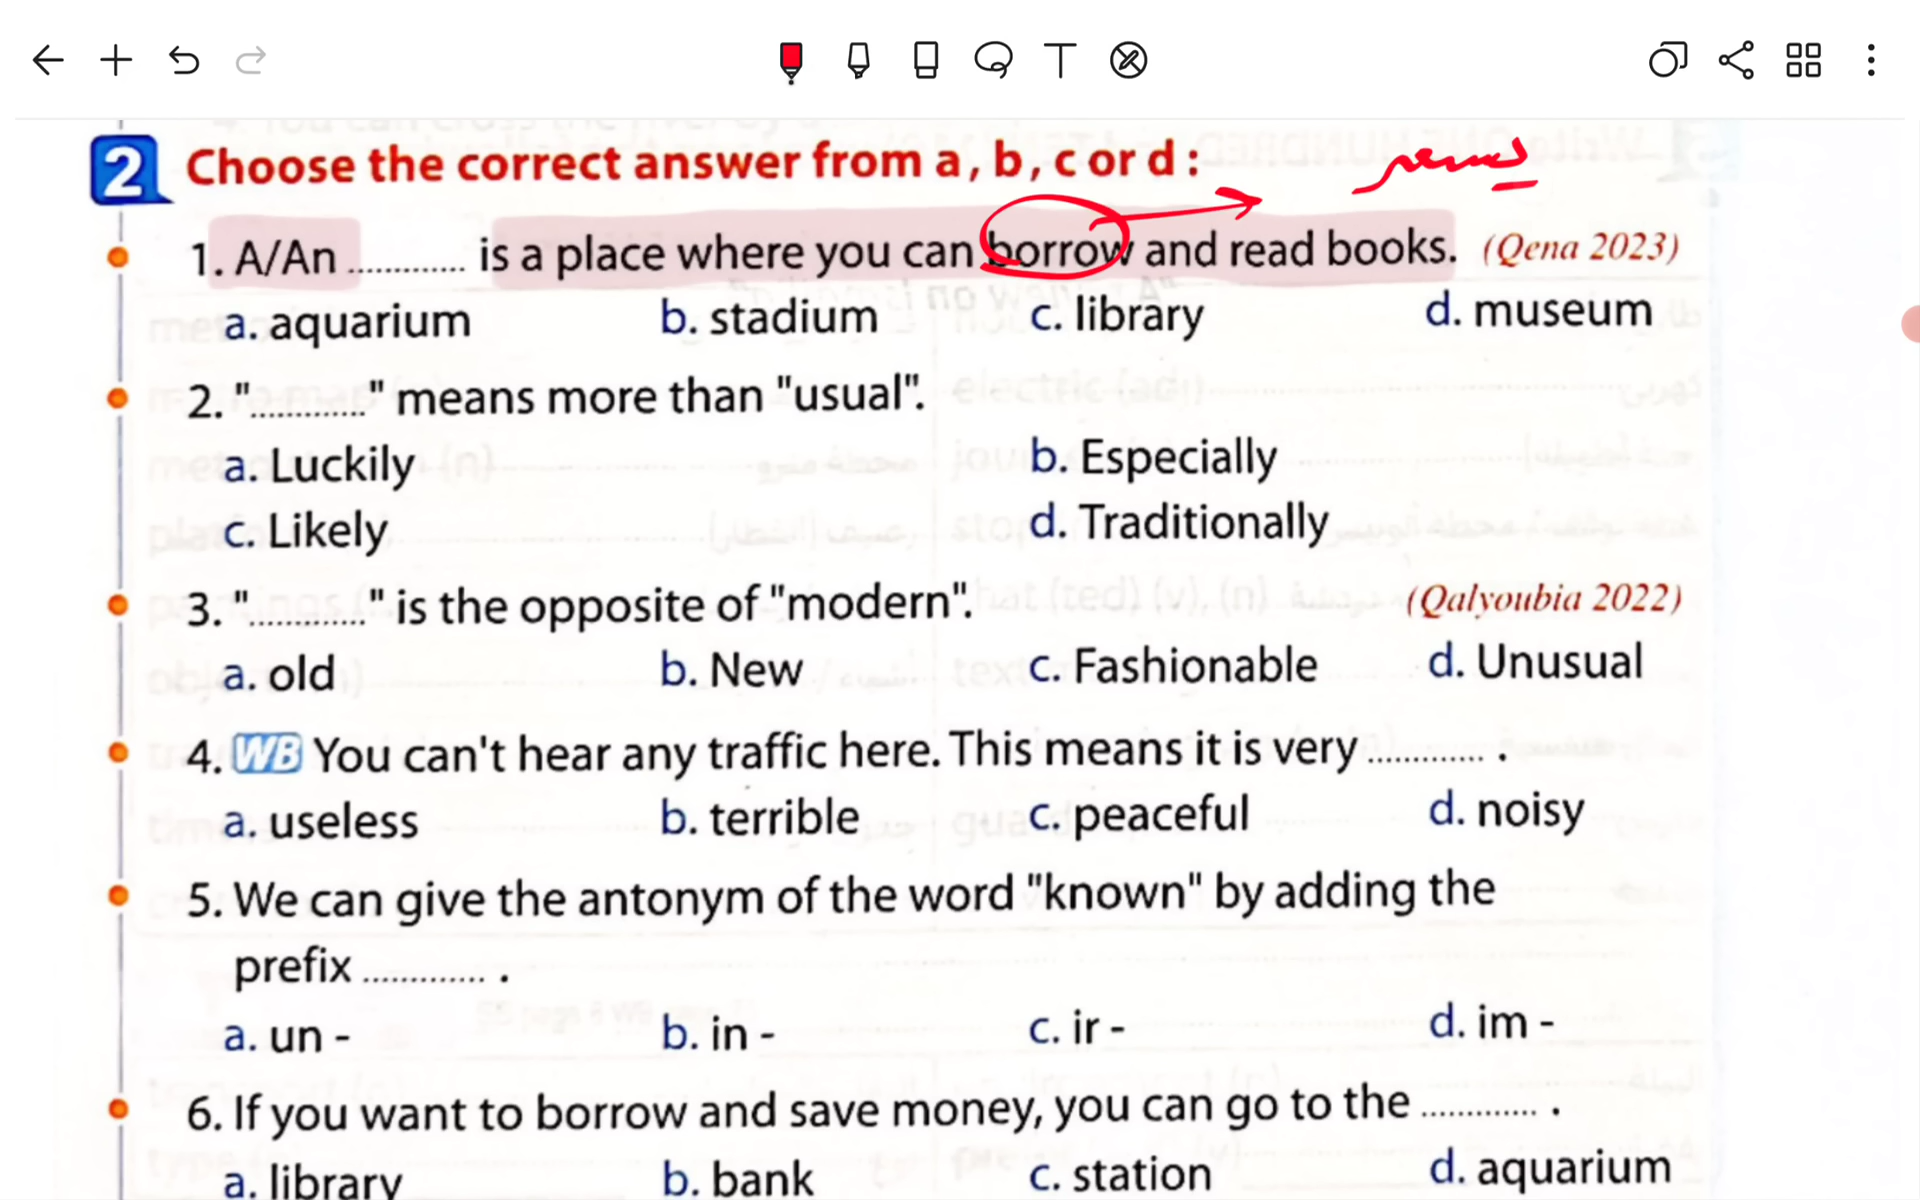 2 Choose the correct answer from a, b, c or d:
يستعير
1. A/An ............ is a place where you can borrow and read books. (Qena 2023)
a. aquarium b. stadium c. library d. museum
2. "............" means more than "usual".
a. Luckily b. Especially
c. Likely d. Traditionally
3. "............" is the opposite of "modern". (Qalyoubia 2022)
a. old b. New c. Fashionable d. Unusual
4. WB You can't hear any traffic here. This means it is very ............ .
a. useless b. terrible c. peaceful d. noisy
5. We can give the antonym of the word "known" by adding the
prefix ............ .
a. un - b. in - c. ir - d. im -
6. If you want to borrow and save money, you can go to the ............ .
a. library b. bank c. station d. aquarium